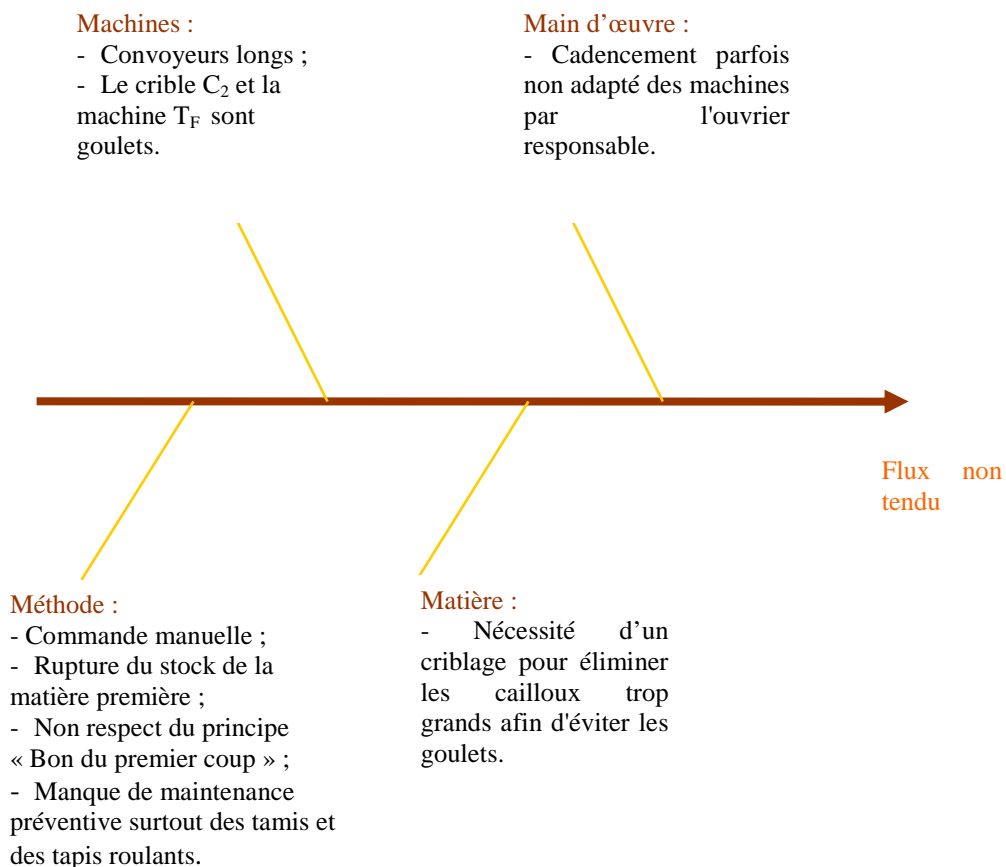 Machines :
- Convoyeurs longs ;
- Le crible C₂ et la
machine T_F sont
goulets.
Main d’œuvre :
- Cadencement parfois
non adapté des machines
par l'ouvrier
responsable.
Flux non
tendu
Méthode :
- Commande manuelle ;
- Rupture du stock de la
matière première ;
- Non respect du principe
« Bon du premier coup » ;
- Manque de maintenance
préventive surtout des tamis et
des tapis roulants.
Matière :
- Nécessité d’un
criblage pour éliminer
les cailloux trop
grands afin d'éviter les
goulets.